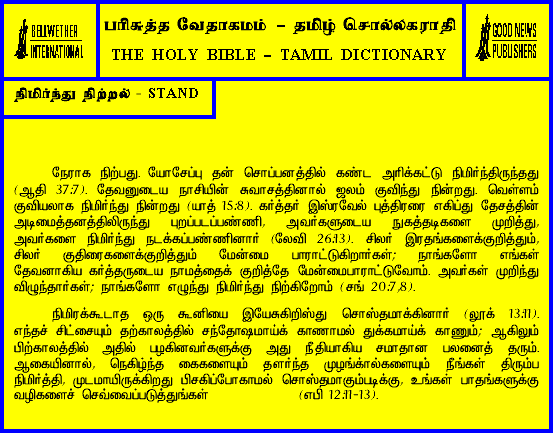 BELLWETHER
INTERNATIONAL
பரிசுத்த வேதாகமம் – தமிழ் சொல்லகராதி
THE HOLY BIBLE – TAMIL DICTIONARY
GOOD NEWS
PUBLISHERS
நிமிர்ந்து நிற்றல் - STAND
நேராக நிற்பது. யோசேப்பு தன் சொப்பனத்தில் கண்ட அரிக்கட்டு நிமிர்ந்திருந்தது
(ஆதி 37:7). தேவனுடைய நாசியின் சுவாசத்தினால் ஜலம் குவிந்து நின்றது. வெள்ளம்
குவியலாக நிமிர்ந்து நின்றது (யாத் 15:8). கர்த்தர் இஸ்ரவேல் புத்திரரை எகிப்து தேசத்தின்
அடிமைத்தனத்திலிருந்து புறப்படப்பண்ணி, அவர்களுடைய நுகத்தடிகளை முறித்து,
அவர்களை நிமிர்ந்து நடக்கப்பண்ணினார் (லேவி 26:13). சிலர் இரதங்களைக்குறித்தும்,
சிலர் குதிரைகளைக்குறித்தும் மேன்மை பாராட்டுகிறார்கள்; நாங்களோ எங்கள்
தேவனாகிய கர்த்தருடைய நாமத்தைக் குறித்தே மேன்மைபாராட்டுவோம். அவர்கள் முறிந்து
விழுந்தார்கள்; நாங்களோ எழுந்து நிமிர்ந்து நிற்கிறோம் (சங் 20:7,8).
நிமிரக்கூடாத ஒரு கூனியை இயேசுகிறிஸ்து சொஸ்தமாக்கினார் (லூக் 13:11).
எந்தச் சிட்சையும் தற்காலத்தில் சந்தோஷமாய்க் காணாமல் துக்கமாய்க் காணும்; ஆகிலும்
பிற்காலத்தில் அதில் பழகினவர்களுக்கு அது நீதியாகிய சமாதான பலனைத் தரும்.
ஆகையினால், நெகிழ்ந்த கைகளையும் தளர்ந்த முழங்கால்களையும் நீங்கள் திரும்ப
நிமிர்த்தி, முடமாயிருக்கிறது பிசகிப்போகாமல் சொஸ்தமாகும்படிக்கு, உங்கள் பாதங்களுக்கு
வழிகளைச் செவ்வைப்படுத்துங்கள் (எபி 12:11-13).